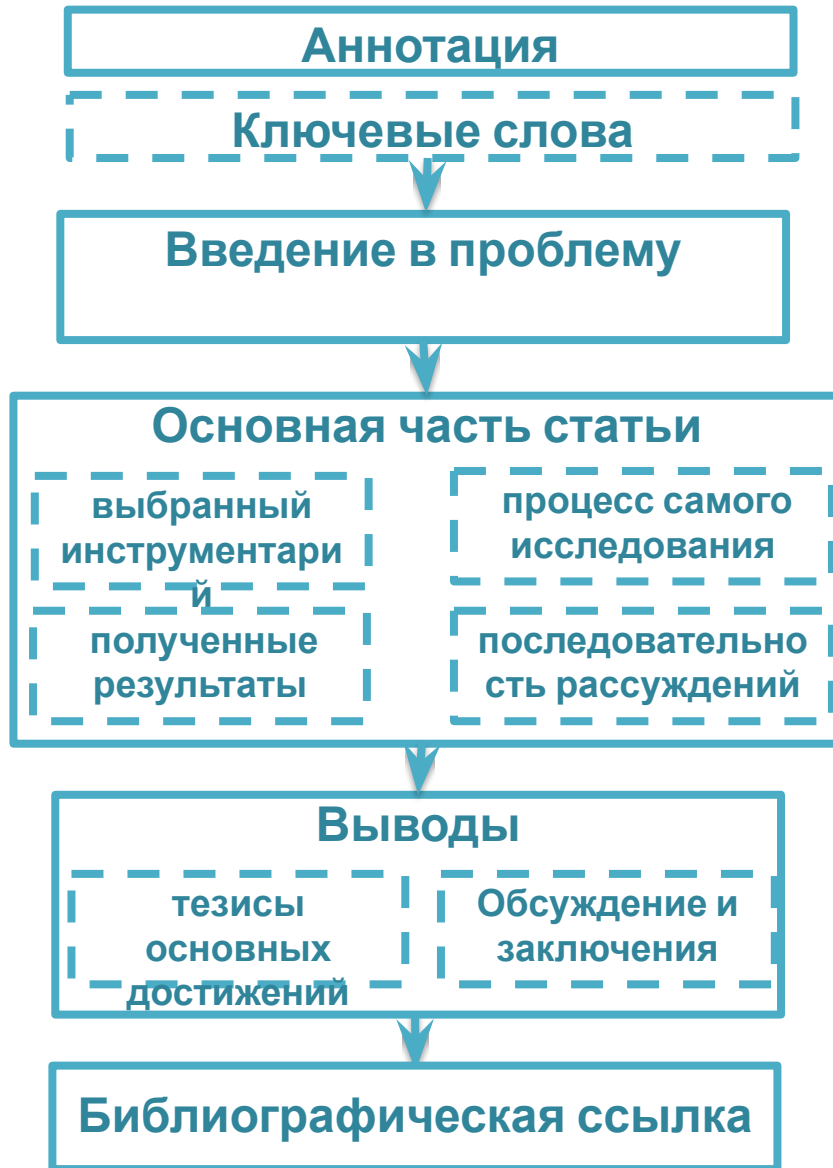 Аннотация
Ключевые слова
Введение в проблему
Основная часть статьи
выбранный
инструментари
й
процесс самого
исследования
полученные
результаты
последовательно
сть рассуждений
Выводы
тезисы
основных
достижений
Обсуждение и
заключения
Библиографическая ссылка